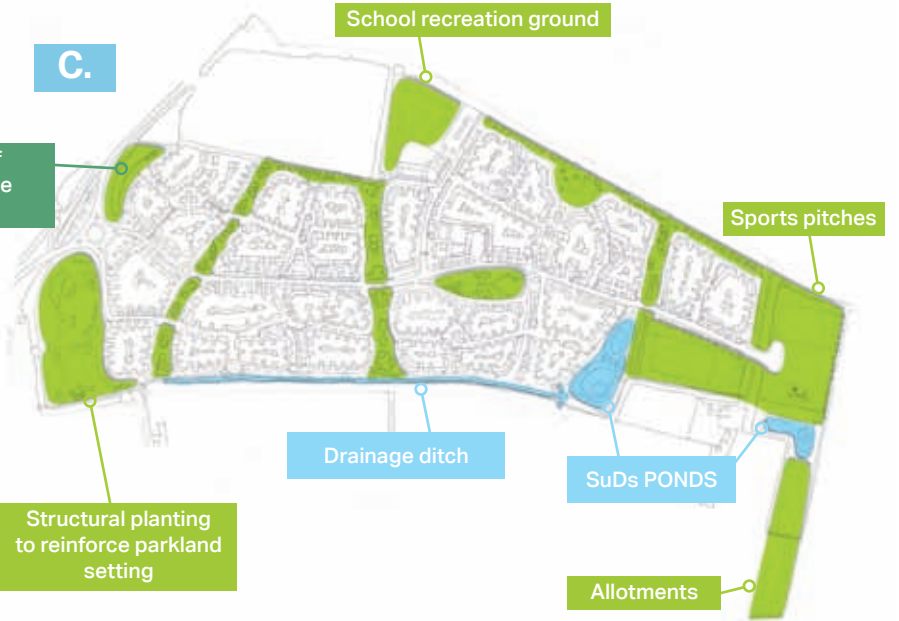 School recreation ground
C.
Sports pitches
Drainage ditch
SuDs PONDS
Structural planting
to reinforce parkland
setting
Allotments